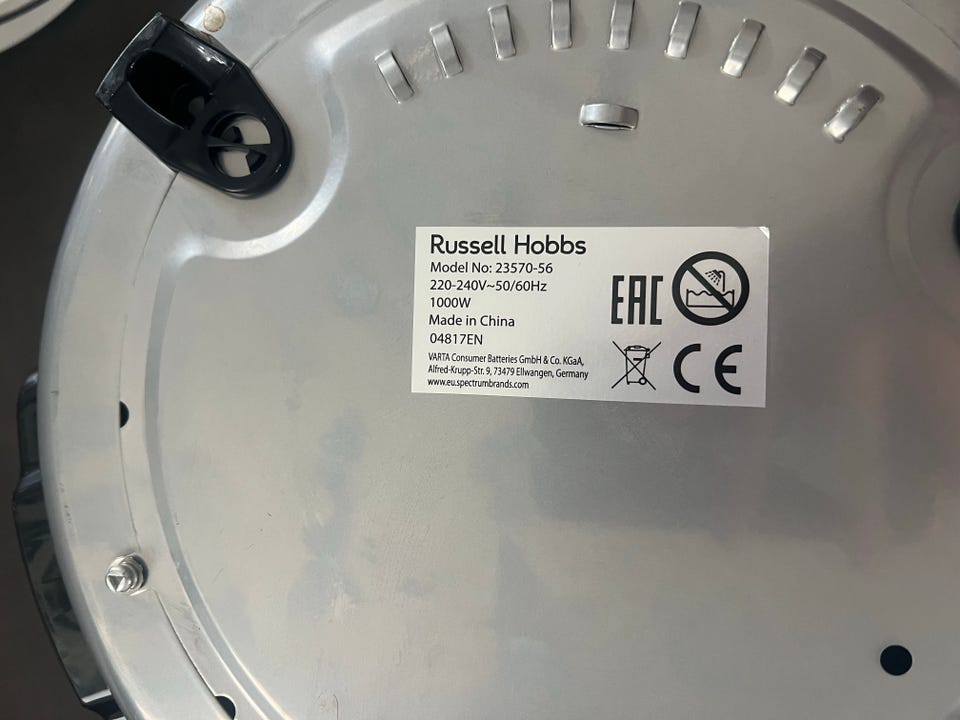 Russell Hobbs
Model No: 23570-56
220-240V~50/60Hz
1000W
Made in China
04817EN
VARTA Consumer Batteries GmbH & Co. KGaA,
Alfred-Krupp-Str. 9, 73479 Ellwangen, Germany
www.eu.spectrumbrands.com
EAC
CE